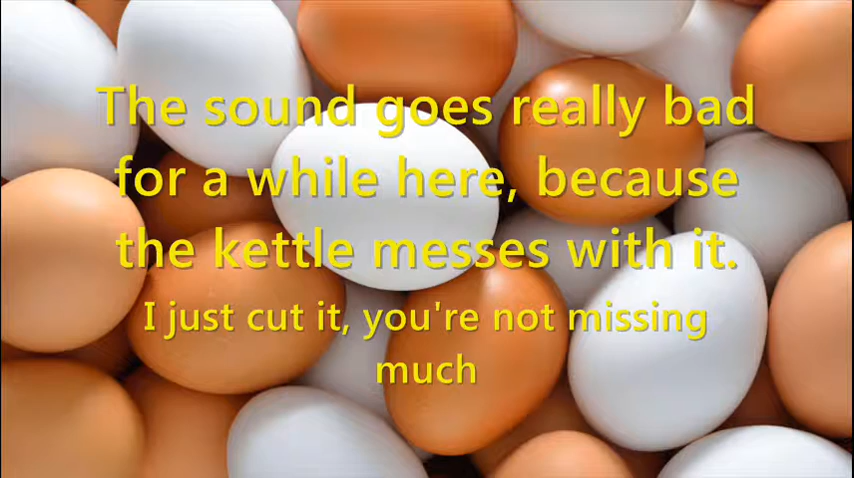 The sound goes really bad
for a while here, because
the kettle messes with it.
I just cut it, you're not missing
much